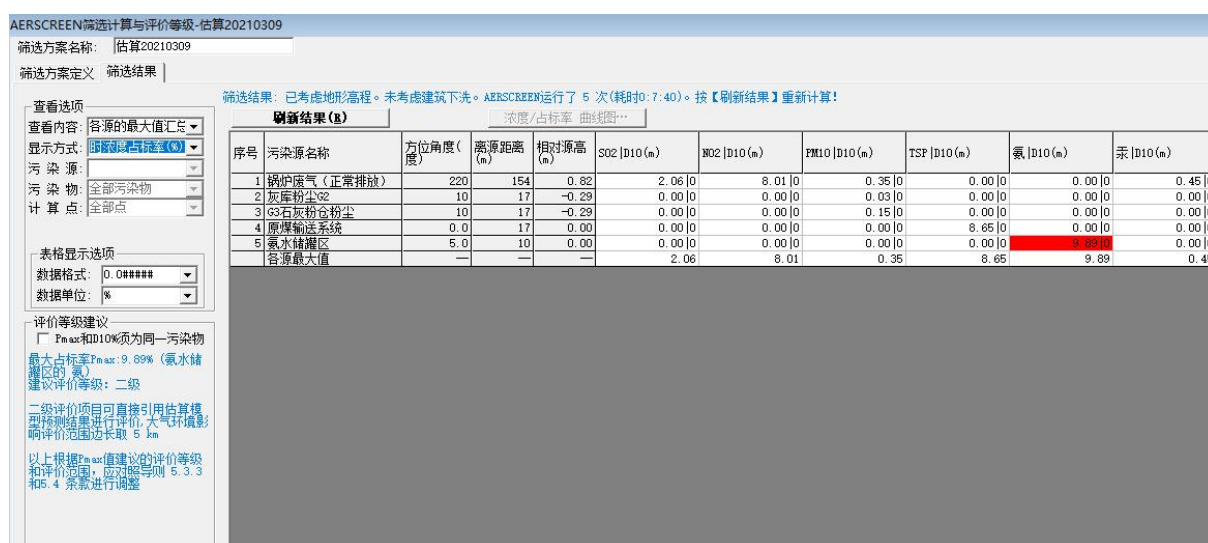 AERSCREEN筛选计算与评价等级-估算20210309
筛选方案名称: 估算20210309
筛选方案定义 筛选结果
筛选结果: 已考虑地形高程。未考虑建筑下洗。AERSCREEN运行了 5 次(耗时0:7:40)。按【刷新结果】重新计算!
刷新结果(R) 浓度/占标率 曲线图…
查看选项
查看内容: 各源的最大值汇总
显示方式: 时浓度占标率(%)
污 染 源:
污 染 物: 全部污染物
计 算 点: 全部点
表格显示选项
数据格式: 0.0#####
数据单位: %
评价等级建议
Pmax和D10%须为同一污染物
最大占标率Pmax:9.89% (氨水储
罐区的 氨)
建议评价等级: 二级
二级评价项目可直接引用估算模
型预测结果进行评价,大气环境影
响评价范围边长取 5 km
以上根据Pmax值建议的评价等级
和评价范围, 应对照导则 5.3.3
和5.4 条款进行调整
序号 污染源名称 方位角度(度) 离源距离(m) 相对源高(m) SO2|D10(m) NO2|D10(m) PM10|D10(m) TSP|D10(m) 氨|D10(m) 汞|D10(m)
1 锅炉废气（正常排放） 220 154 0.82 2.06|0 8.01|0 0.35|0 0.00|0 0.00|0 0.45|
2 灰库粉尘G2 10 17 -0.29 0.00|0 0.00|0 0.03|0 0.00|0 0.00|0 0.00|
3 G3石灰粉仓粉尘 10 17 -0.29 0.00|0 0.00|0 0.15|0 0.00|0 0.00|0 0.00|
4 原煤输送系统 0.0 17 0.00 0.00|0 0.00|0 0.00|0 8.65|0 0.00|0 0.00|
5 氨水储罐区 5.0 10 0.00 0.00|0 0.00|0 0.00|0 0.00|0 9.89|0 0.00|
各源最大值 — — — 2.06 8.01 0.35 8.65 9.89 0.4